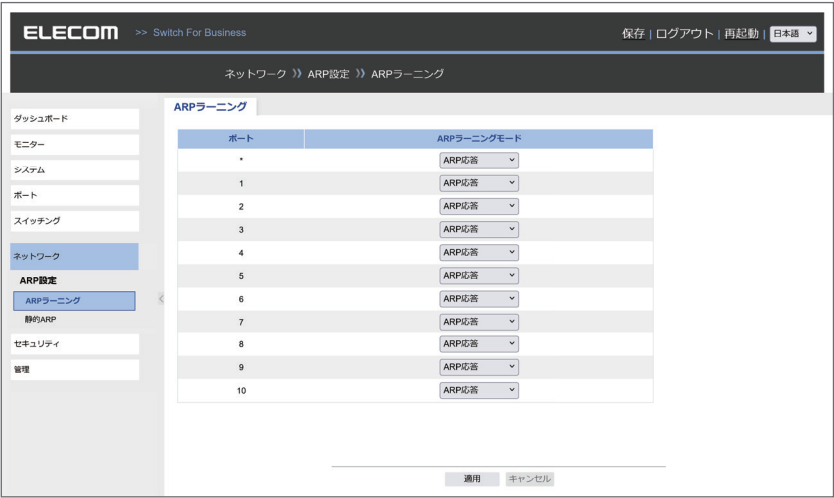 ELECOM >> Switch For Business
保存 | ログアウト | 再起動 | 日本語
ネットワーク 》 ARP設定 》 ARPラーニング
ダッシュボード
モニター
システム
ポート
スイッチング
ネットワーク
ARP設定
ARPラーニング
静的ARP
セキュリティ
管理
ARPラーニング
ポート ARPラーニングモード
* ARP応答
1 ARP応答
2 ARP応答
3 ARP応答
4 ARP応答
5 ARP応答
6 ARP応答
7 ARP応答
8 ARP応答
9 ARP応答
10 ARP応答
適用 キャンセル